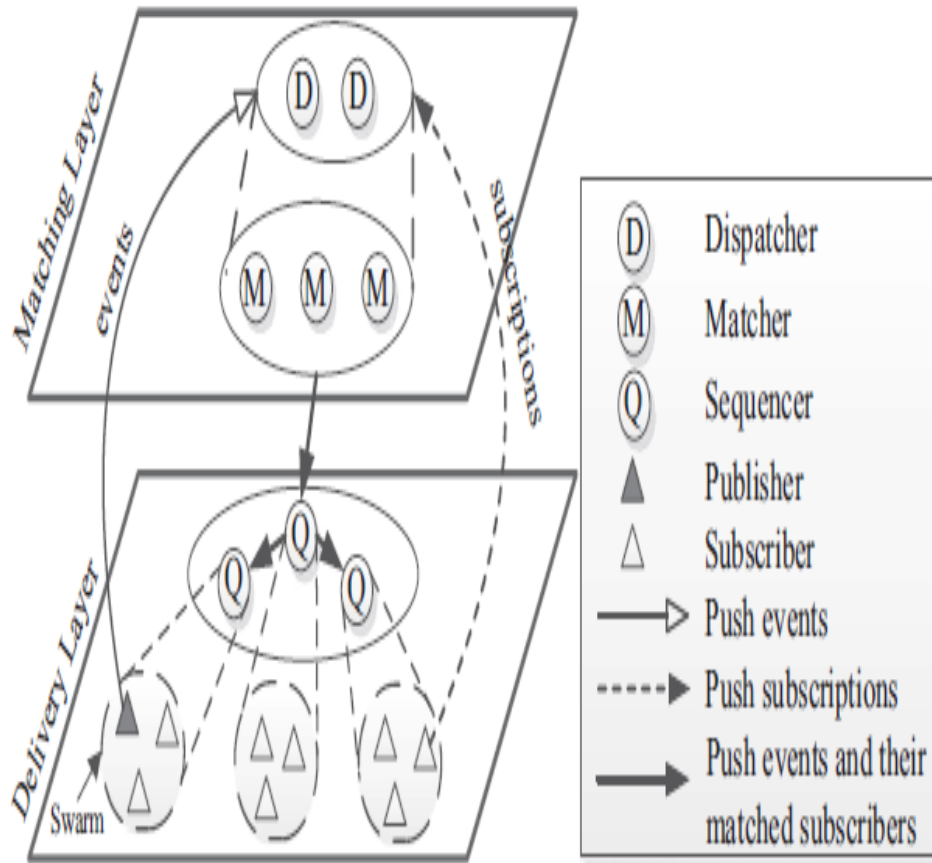 Matching Layer
events
subscriptions
D D
M M M
Delivery Layer
Q
Q Q
Swarm
D Dispatcher
M Matcher
Q Sequencer
Publisher
Subscriber
Push events
Push subscriptions
Push events and their
matched subscribers